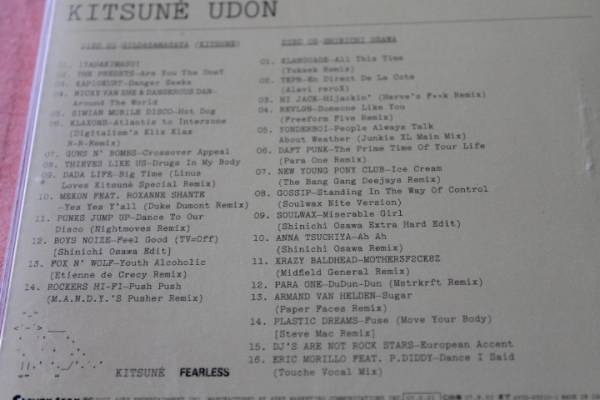 KITSUNÉ UDON
DISC 02-SHINICHI OSAWA
01. ITADAKIMASU!
02. THE PRESETS-Are You The One?
03. KAPIOKURT-Danger Seeks
04. NICKY VAN SHE & DANGEROUS DAN-
Around The World
05. SIMIAN MOBILE DISCO-Hot Dog
06. KLAXONS-Atlantis to Interzone
(Digitalism's Klix Klax
R-R-Remix)
07. GUNS N' BOMBS-Crossover Appeal
08. THIEVES LIKE US-Drugs In My Body
09. DADA LIFE-Big Time (Linus
Loves Kitsuné Special Remix)
10. MEKON FEAT. ROXANNE SHANTE
-Yes Yes Y'all (Duke Dumont Remix)
11. PUNKS JUMP UP-Dance To Our
Disco (Nightmoves Remix)
12. BOYS NOIZE-Feel Good (TV=Off)
[Shinichi Osawa Edit]
13. FOX N' WOLF-Youth Alcoholic
(Etienne de Crecy Remix)
14. ROCKERS HI-FI-Push Push
(M.A.N.D.Y.'S Pusher Remix)
01. All This Time
(Yuksek Remix)
02. TEPR-En Direct De La Cote
(Alavi
03. HI JACK-Hijackin' (Herve's F**k Remix)
04. REVL9N-Someone Like You
(Freeform Five Remix)
05. YONDERBOI-People Always Talk
About Weather (Junkie XL Main Mix)
06. DAFT PUNK-The Prime Time Of Your Life
(Para One Remix)
07. NEW YOUNG PONY CLUB-Ice Cream
(The Bang Gang Deejays Remix)
08. GOSSIP-Standing In The Way Of Control
(Soulwax Nite Version)
09. SOULWAX-Miserable Girl
(Shinichi Osawa Extra Hard Edit)
10. ANNA TSUCHIYA-Ah Ah
(Shinichi Osawa Remix)
11. KRAZY BALDHEAD-MOTHER3F2CK8Z
(Midfield General Remix)
12. PARA ONE-DuDun-Dun (Mstrkrft Remix)
13. ARMAND VAN HELDEN-Sugar
(Paper Faces Remix)
14. PLASTIC DREAMS-Fuse (Move Your Body)
[Steve Mac Remix]
15. DJ'S ARE NOT ROCK STARS-European Accent
16. ERIC MORILLO FEAT. P.DIDDY-Dance I Said
(Touche Vocal Mix)
KITSUNÉ FEARLESS